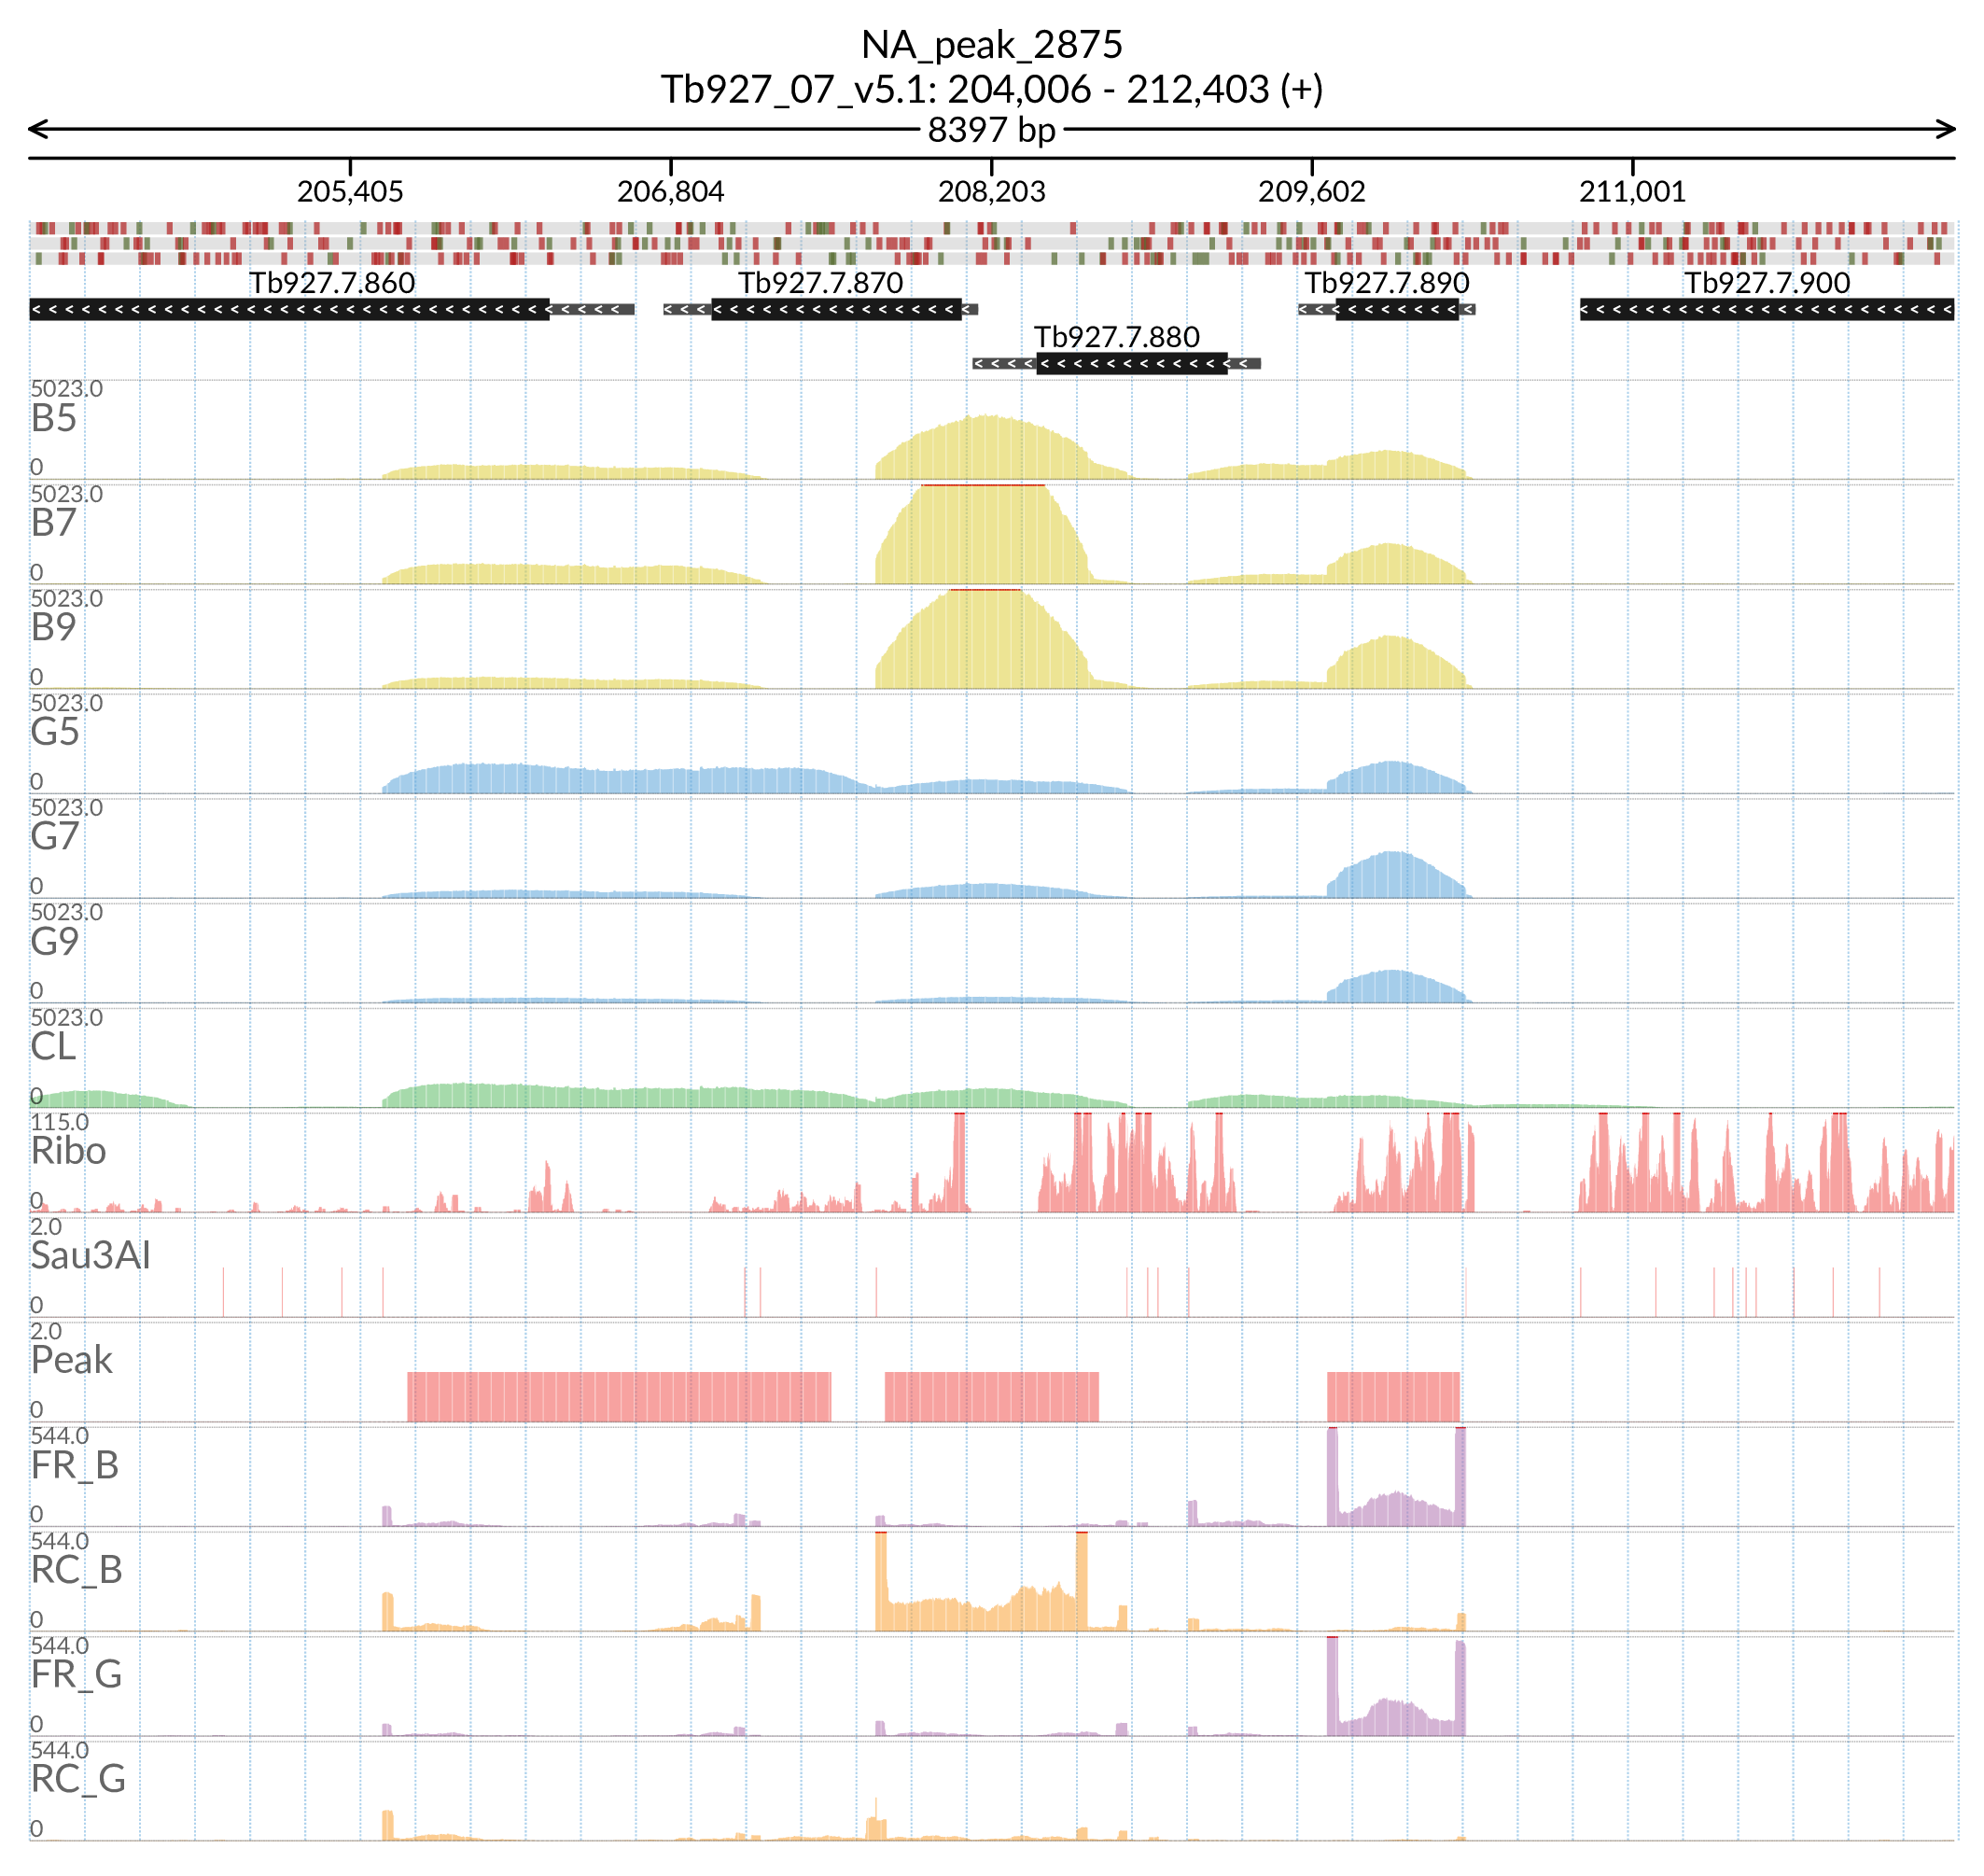 NA_peak_2875
Tb927_07_v5.1: 204,006 - 212,403 (+)
8397 bp
205,405 206,804 208,203 209,602 211,001
Tb927.7.860 Tb927.7.870 Tb927.7.890 Tb927.7.900
Tb927.7.880
5023.0
B5
0
5023.0
B7
0
5023.0
B9
0
5023.0
G5
0
5023.0
G7
0
5023.0
G9
0
5023.0
CL
0
115.0
Ribo
0
2.0
Sau3AI
0
2.0
Peak
0
544.0
FR_B
0
544.0
RC_B
0
544.0
FR_G
0
544.0
RC_G
0